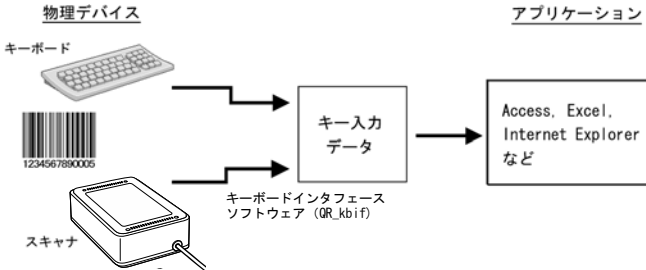 物理デバイス
アプリケーション
キーボード
1234567890005
キー入力
データ
Access, Excel,
Internet Explorer
など
キーボードインタフェース
ソフトウェア (QR_kbif)
スキャナ